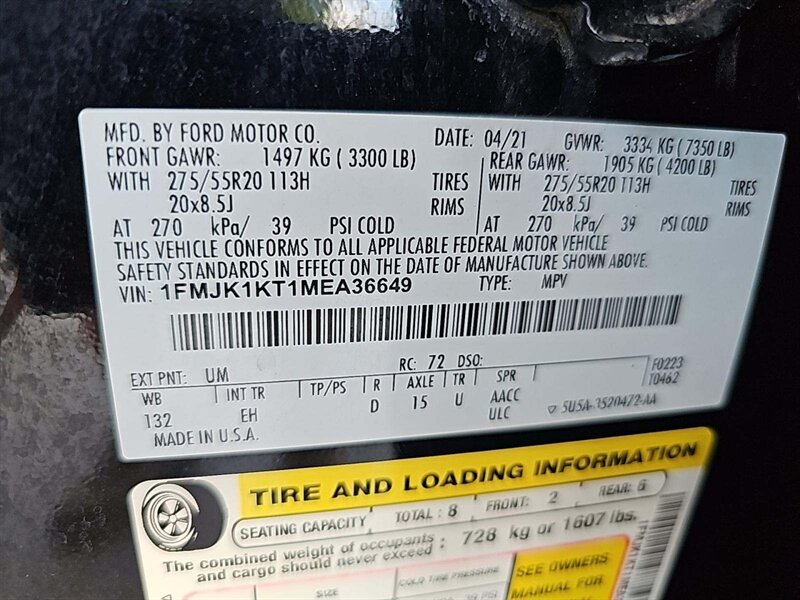 MFD. BY FORD MOTOR CO. DATE: 04/21 GVWR: 3334 KG ( 7350 LB)
FRONT GAWR: 1497 KG ( 3300 LB) REAR GAWR: 1905 KG ( 4200 LB)
WITH 275/55R20 113H TIRES WITH 275/55R20 113H TIRES
20x8.5J RIMS 20x8.5J RIMS
AT 270 kPa/ 39 PSI COLD AT 270 kPa/ 39 PSI COLD
THIS VEHICLE CONFORMS TO ALL APPLICABLE FEDERAL MOTOR VEHICLE
SAFETY STANDARDS IN EFFECT ON THE DATE OF MANUFACTURE SHOWN ABOVE.
VIN: 1FMJK1KT1MEA36649 TYPE: MPV
EXT PNT: UM RC: 72 DSO: F0223
WB INT TR TP/PS R AXLE TR SPR T0462
132 EH D 15 U AACC
ULC 5U5A-3520472-AA
MADE IN U.S.A.
TIRE AND LOADING INFORMATION
SEATING CAPACITY TOTAL : 8 FRONT: 2 REAR: 6
The combined weight of occupants : 728 kg or 1607 lbs.
and cargo should never exceed
SIZE COLD TIRE PRESSURE SEE OWNERS
MANUAL FOR